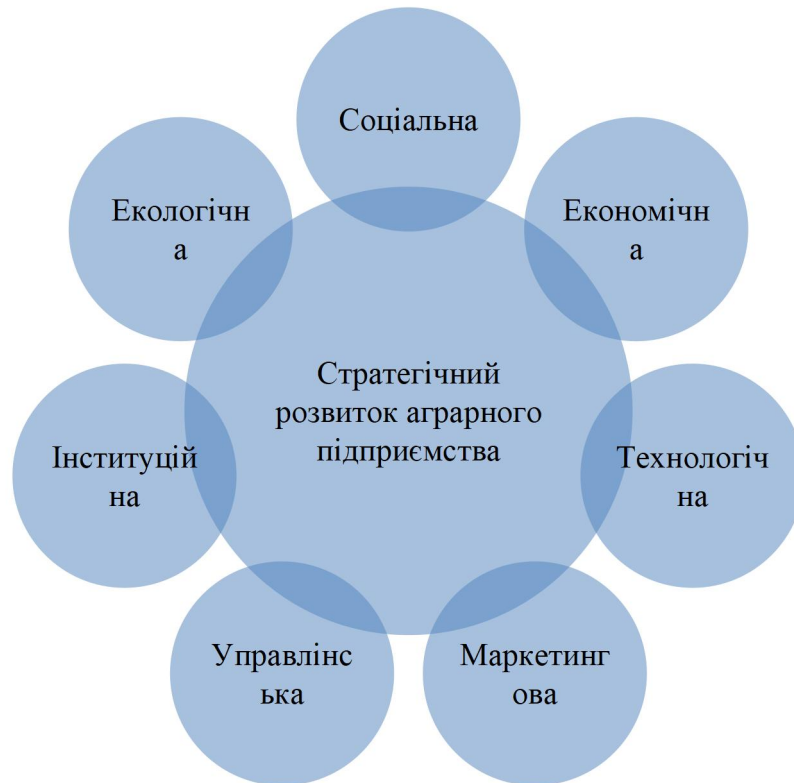 Соціальна
Екологічн
а
Економічн
а
Стратегічний
розвиток аграрного
підприємства
Інституцій
на
Технологіч
на
Управлінс
ька
Маркетинг
ова